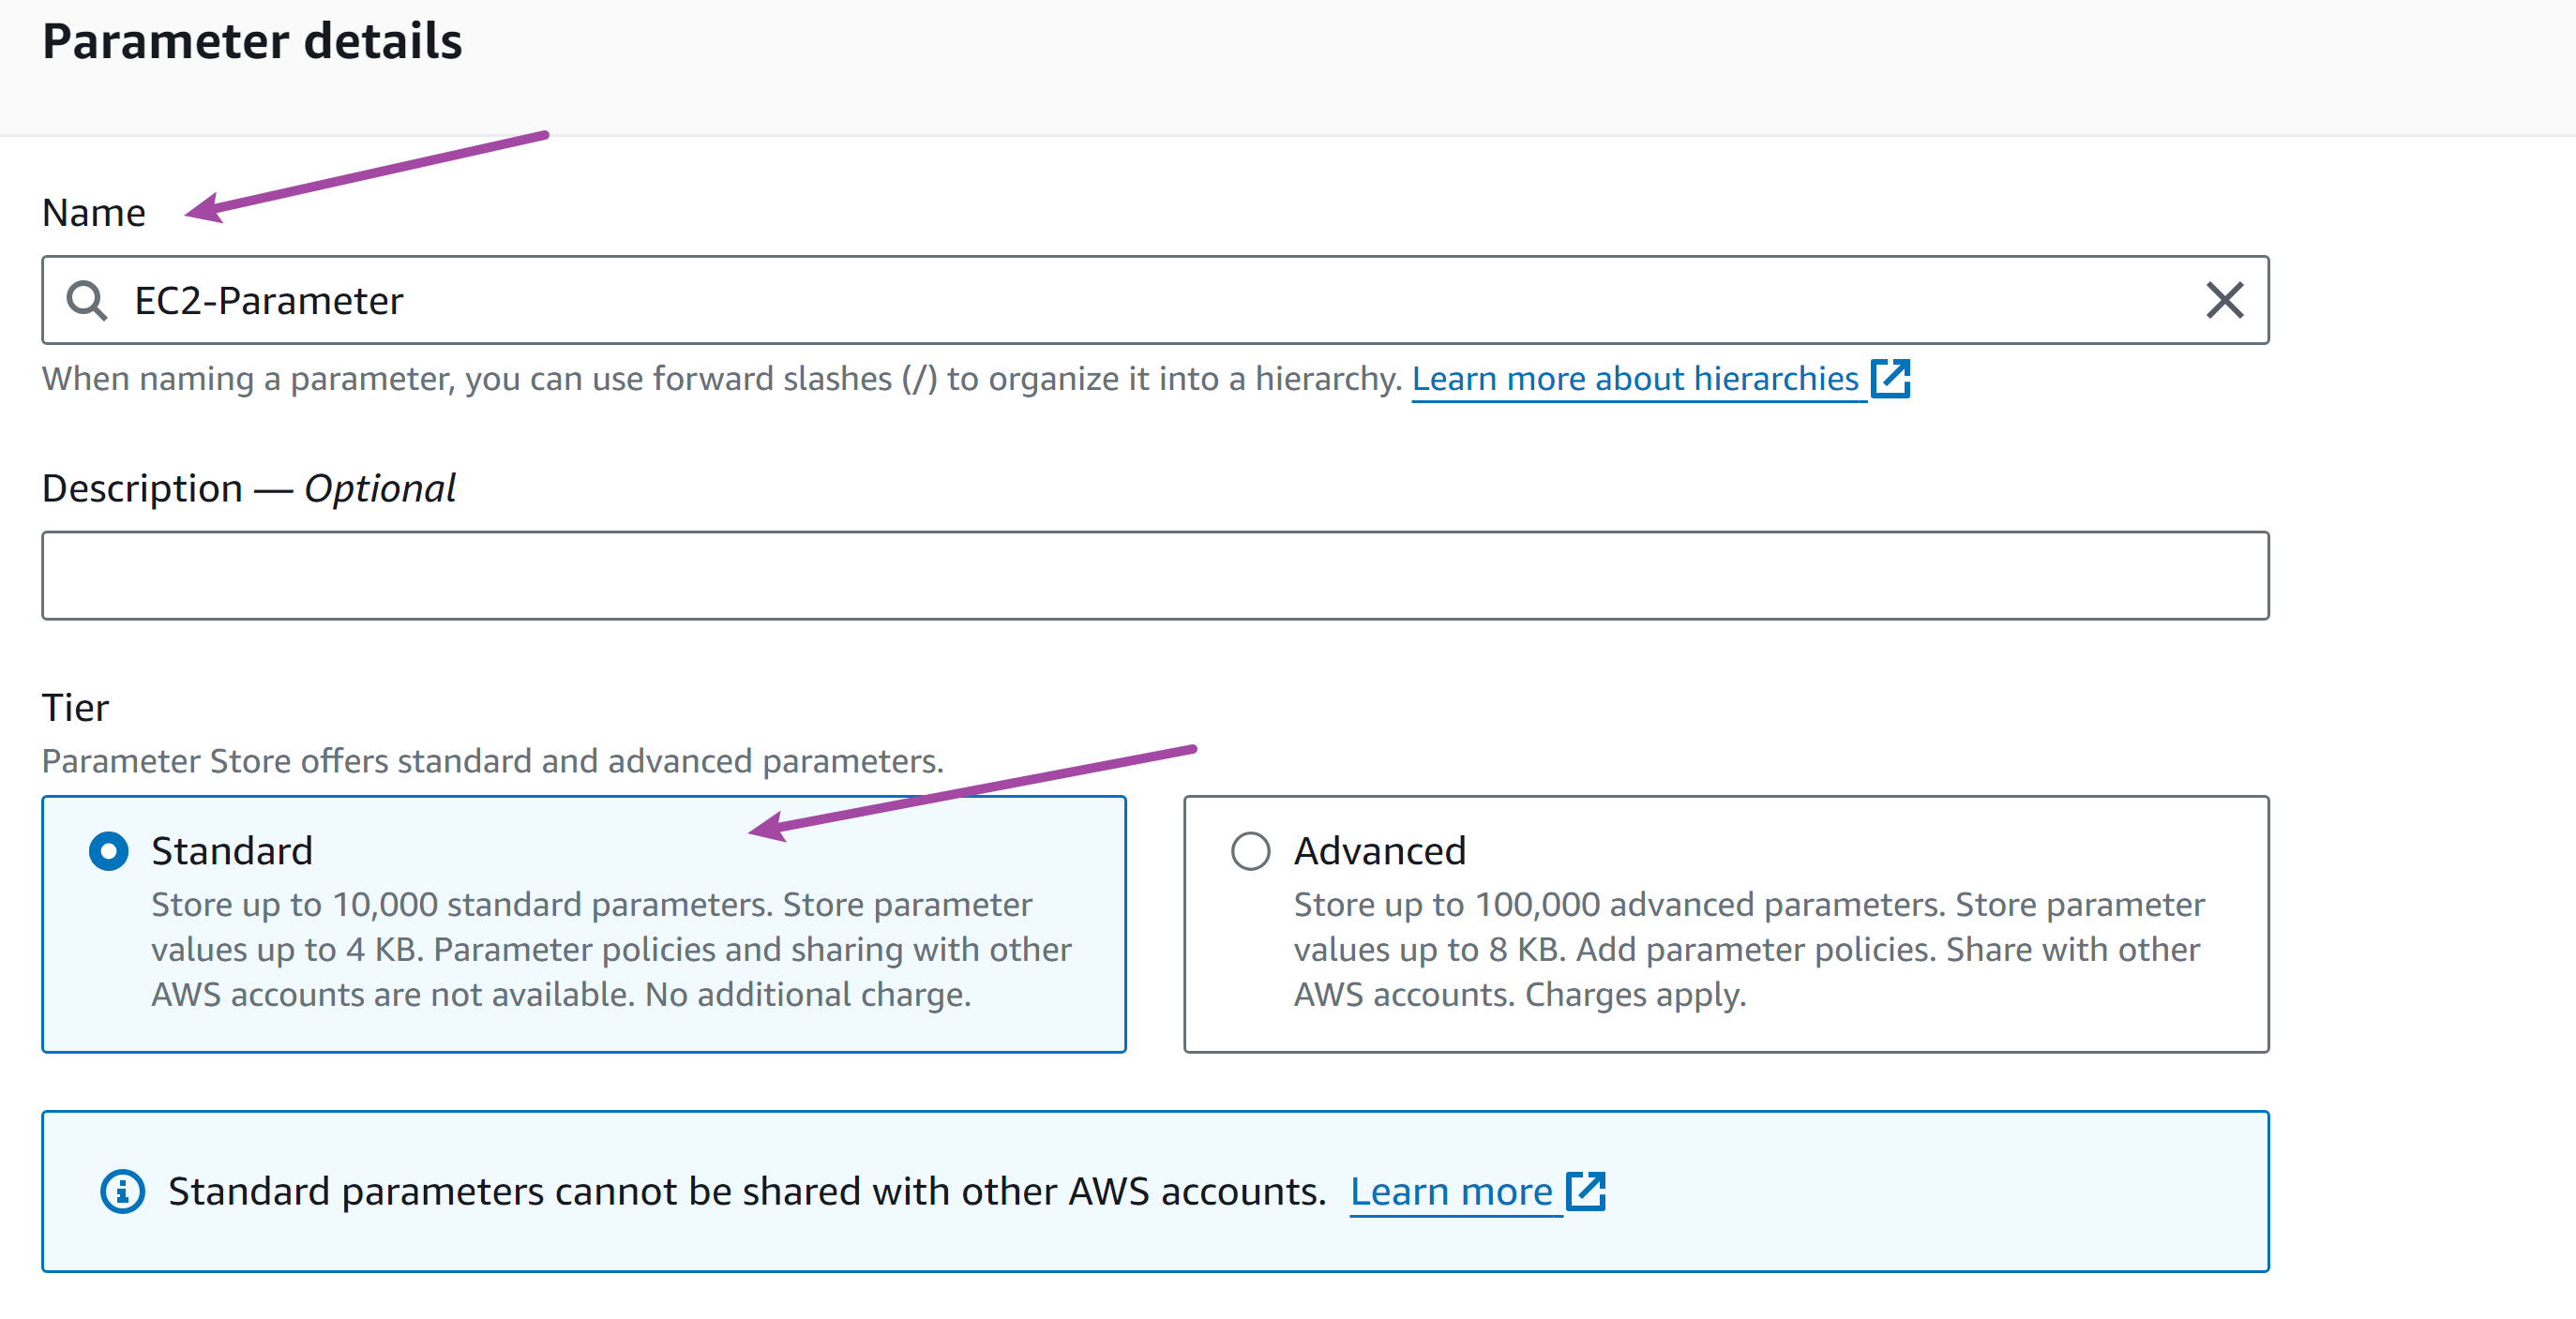 Parameter details
Name
EC2-Parameter
When naming a parameter, you can use forward slashes (/) to organize it into a hierarchy. Learn more about hierarchies
Description — Optional
Tier
Parameter Store offers standard and advanced parameters.
Standard
Store up to 10,000 standard parameters. Store parameter
values up to 4 KB. Parameter policies and sharing with other
AWS accounts are not available. No additional charge.
Advanced
Store up to 100,000 advanced parameters. Store parameter
values up to 8 KB. Add parameter policies. Share with other
AWS accounts. Charges apply.
Standard parameters cannot be shared with other AWS accounts. Learn more